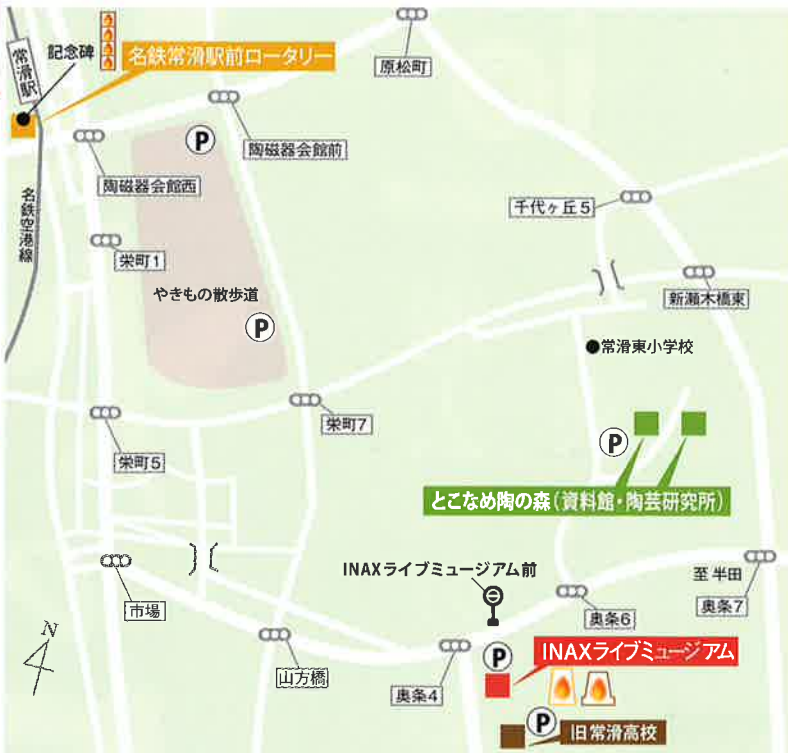 常滑駅
記念碑
名鉄常滑駅前ロータリー
原松町
P
陶磁器会館前
陶磁器会館西
名鉄空港線
千代ヶ丘5
栄町1
新瀬木橋東
やきもの散歩道
P
常滑東小学校
栄町7
栄町5
P
とこなめ陶の森(資料館・陶芸研究所)
INAXライブミュージアム前
至 半田
奥条7
市場
奥条6
N
山方橋
奥条4
P
INAXライブミュージアム
P
旧常滑高校